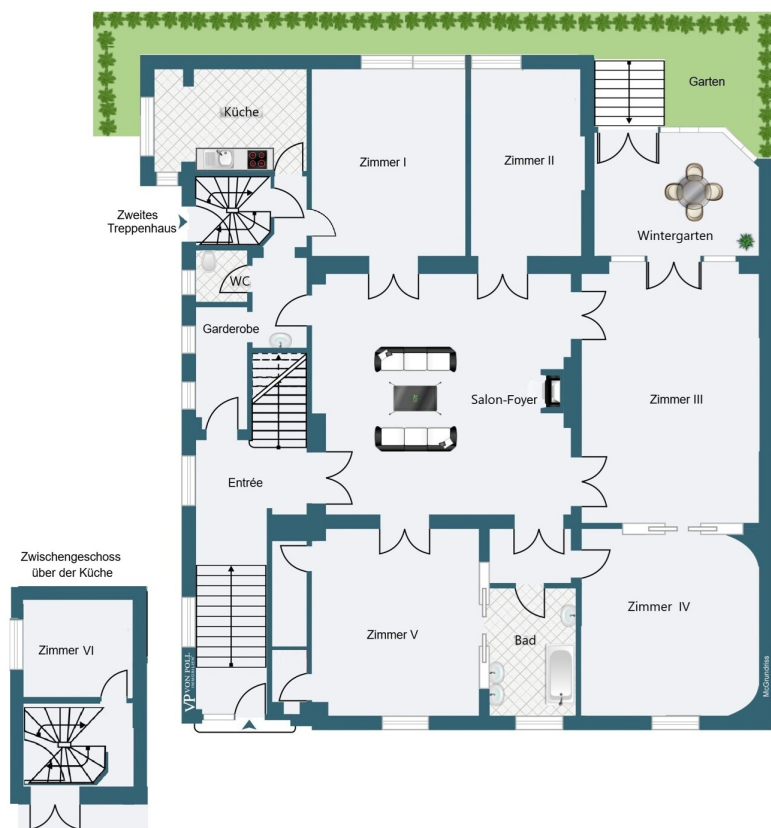 Garten
Küche
Zimmer I
Zimmer II
Zweites
Treppenhaus
Wintergarten
WC
Garderobe
Salon-Foyer
Zimmer III
Entrée
Zwischengeschoss
über der Küche
Zimmer VI
Zimmer V
Bad
Zimmer IV
VP VON POLL
McGrundriss